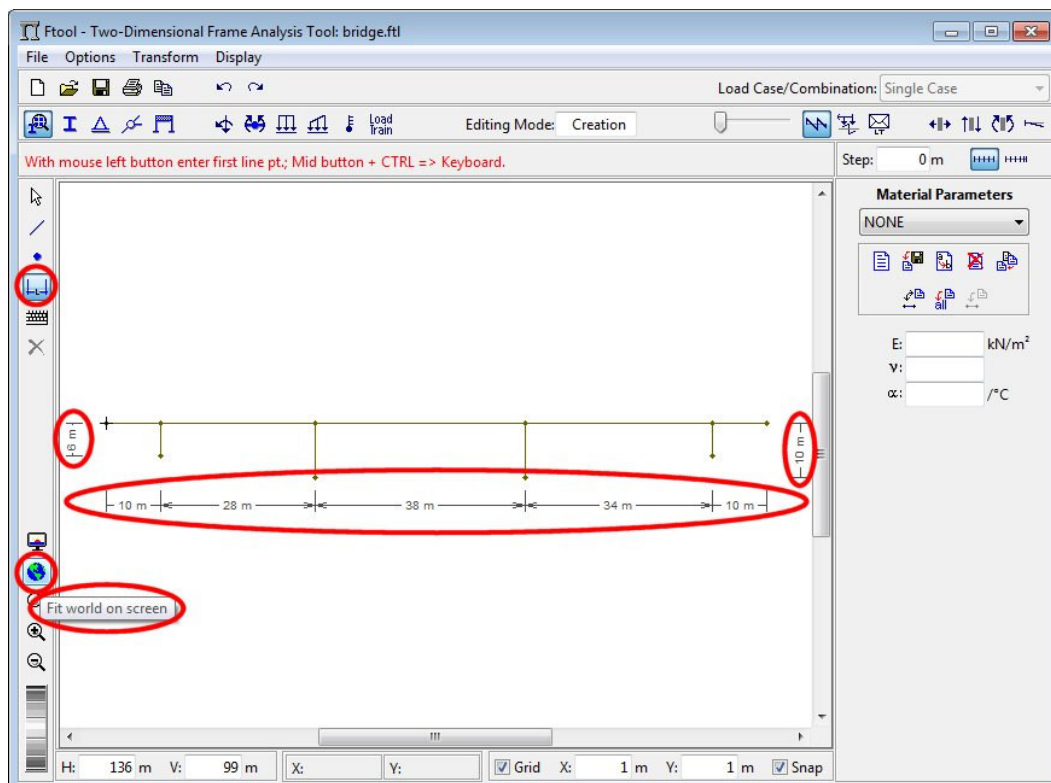 Ftool - Two-Dimensional Frame Analysis Tool: bridge.ftl
File Options Transform Display
Load Case/Combination: Single Case
Load Train
Editing Mode: Creation
With mouse left button enter first line pt.; Mid button + CTRL => Keyboard.
Step: 0 m
Material Parameters
NONE
all
E: kN/m²
ν:
α: /°C
6 m
10 m
10 m 28 m 38 m 34 m 10 m
Fit world on screen
H: 136 m V: 99 m X: Y: Grid X: 1 m Y: 1 m Snap